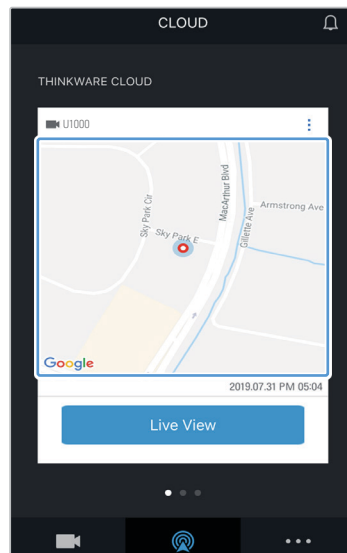 CLOUD
THINKWARE CLOUD
U1000
Sky Park Cir
MacArthur Blvd
Armstrong Ave
Sky Park E
Gillette Ave
Google
2019.07.31 PM 05:04
Live View